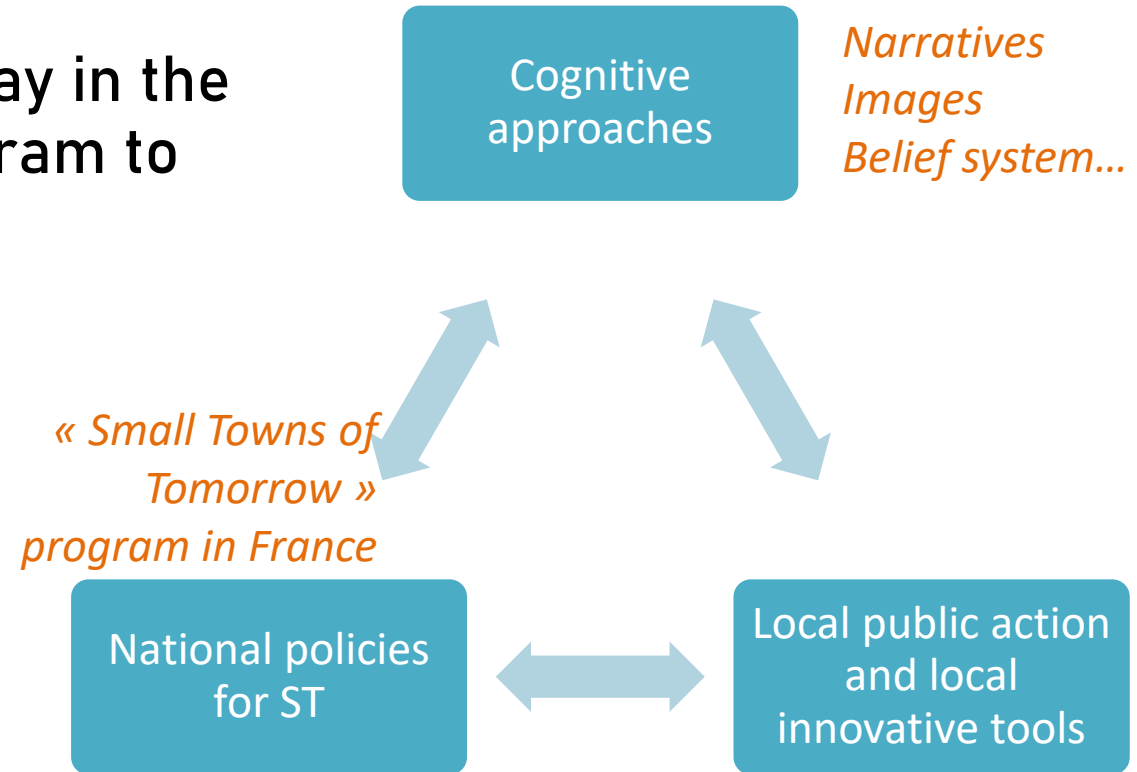 ay in the
ram to
Cognitive
approaches
Narratives
Images
Belief system...
« Small Towns of
Tomorrow »
program in France
National policies
for ST
Local public action
and local
innovative tools